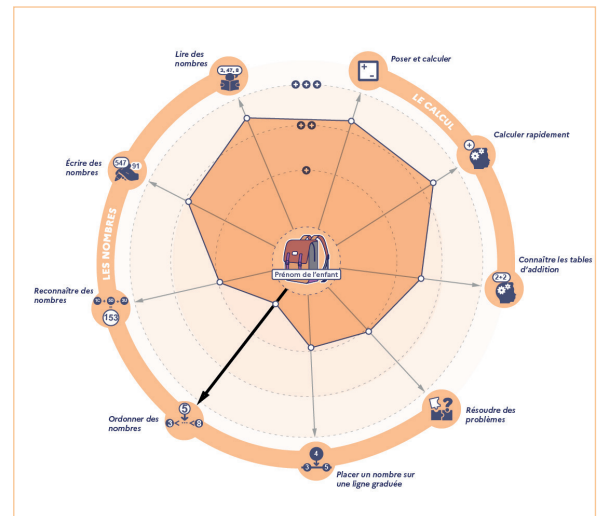 Lire des
nombres
2, 47, 8
Poser et calculer
+
-
LE CALCUL
Calculer rapidement
+
Écrire des
nombres
547
91
LES NOMBRES
+++
++
+
Connaître les tables
d'addition
2+2
Prénom de l'enfant
Reconnaître des
nombres
153
Ordonner des
nombres
5
3< ... <8
Résoudre des
problèmes
?
4
3 5
Placer un nombre sur
une ligne graduée